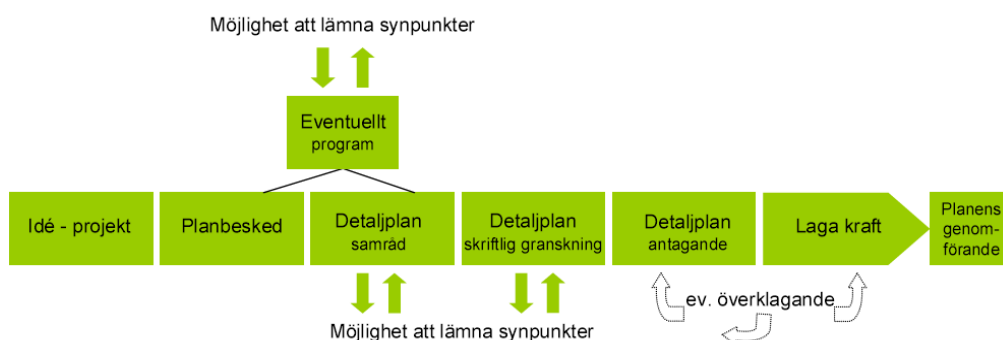 Möjlighet att lämna synpunkter
Eventuellt
program
Idé - projekt
Planbesked
Detaljplan
samråd
Detaljplan
skriftlig granskning
Detaljplan
antagande
Laga kraft
Planens
genom-
förande
Möjlighet att lämna synpunkter
ev. överklagande